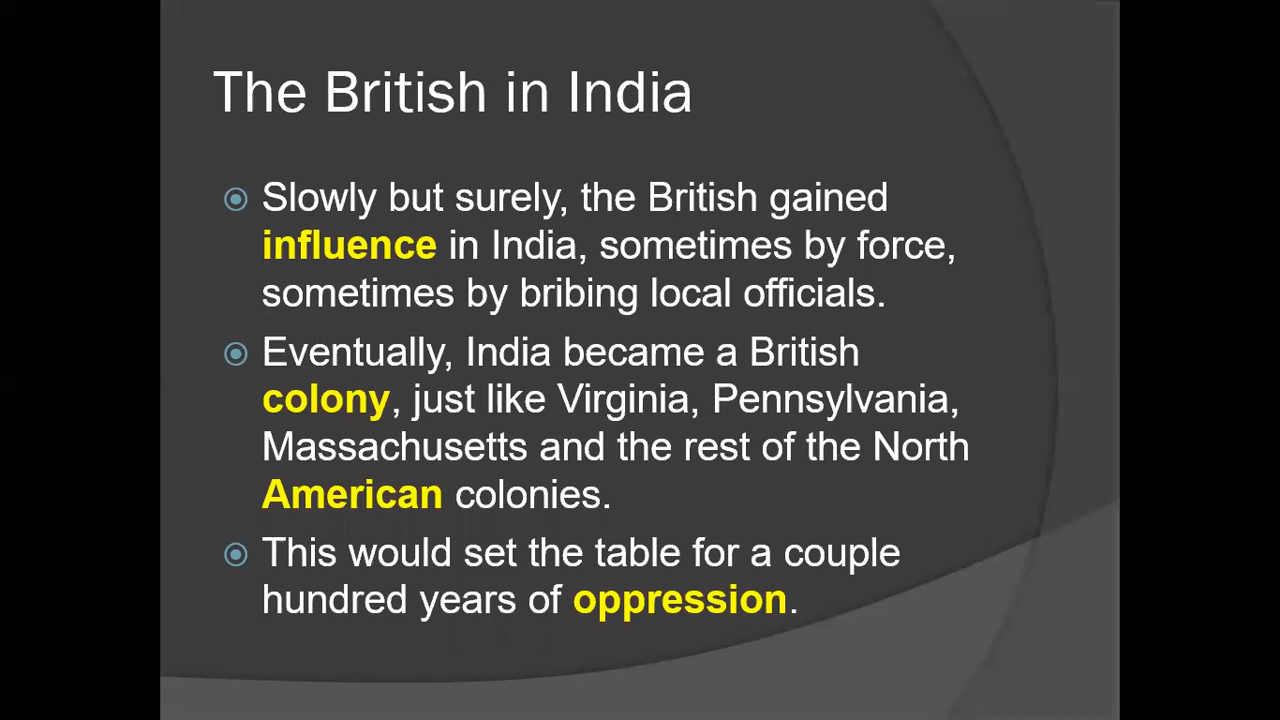 The British in India
Slowly but surely, the British gained
influence in India, sometimes by force,
sometimes by bribing local officials.
Eventually, India became a British
colony, just like Virginia, Pennsylvania,
Massachusetts and the rest of the North
American colonies.
This would set the table for a couple
hundred years of oppression.